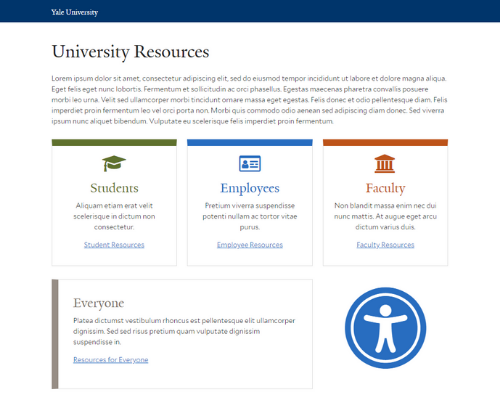 Yale University
University Resources
Lorem ipsum dolor sit amet, consectetur adipiscing elit, sed do eiusmod tempor incididunt ut labore et dolore magna aliqua.
Eget felis eget nunc lobortis. Fermentum et sollicitudin ac orci phasellus. Egestas maecenas pharetra convallis posuere
morbi leo urna. Velit sed ullamcorper morbi tincidunt ornare massa eget egestas. Felis donec et odio pellentesque diam. Felis
imperdiet proin fermentum leo vel orci porta non. Morbi quis commodo odio aenean sed adipiscing diam donec. Sed viverra
ipsum nunc aliquet bibendum. Vulputate eu scelerisque felis imperdiet proin fermentum.
Students
Aliquam etiam erat velit
scelerisque in dictum non
consectetur.
Student Resources
Employees
Pretium viverra suspendisse
potenti nullam ac tortor vitae
purus.
Employee Resources
Faculty
Non blandit massa enim nec dui
nunc mattis. At augue eget arcu
dictum varius duis.
Faculty Resources
Everyone
Platea dictumst vestibulum rhoncus est pellentesque elit ullamcorper
dignissim. Sed sed risus pretium quam vulputate dignissim
suspendisse in.
Resources for Everyone